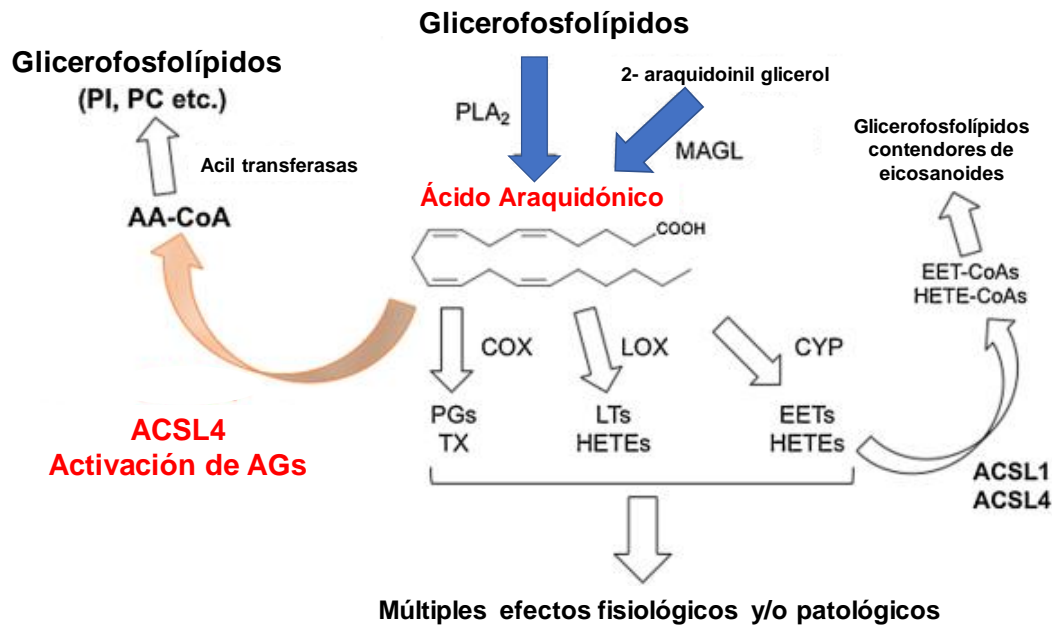 Glicerofosfolípidos
Glicerofosfolípidos
(PI, PC etc.)
2- araquidoinil glicerol
PLA₂
MAGL
Acil transferasas
AA-CoA
Glicerofosfolípidos
contendores de
eicosanoides
Ácido Araquidónico
COOH
EET-CoAs
HETE-CoAs
COX
LOX
CYP
PGs
TX
LTs
HETEs
EETs
HETEs
ACSL4
Activación de AGs
ACSL1
ACSL4
Múltiples efectos fisiológicos y/o patológicos